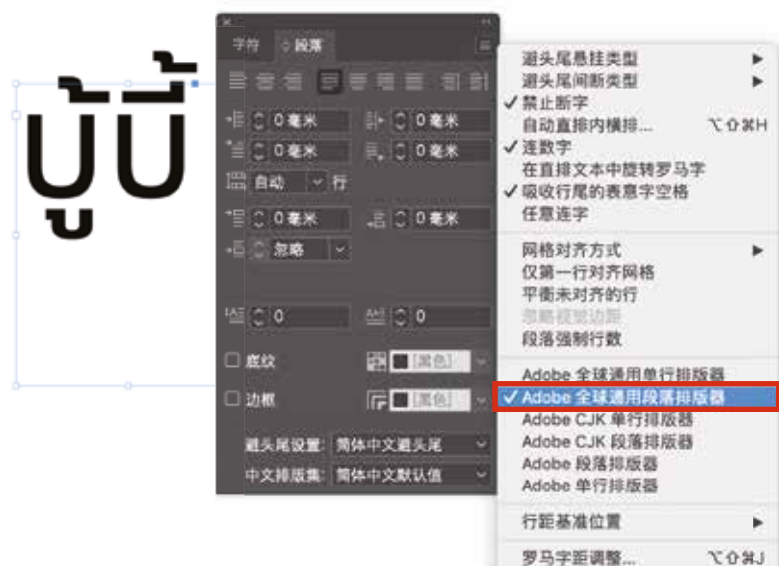 บู้บี้
字符 段落
0 毫米 0 毫米
0 毫米 0 毫米
自动 行
0 毫米 0 毫米
忽略
0 0
底纹 [黑色]
边框 [黑色]
避头尾设置: 简体中文避头尾
中文排版集: 简体中文默认值
避头尾悬挂类型
避头尾间断类型
✓ 禁止断字
自动直排内横排... ⌥⇧⌘H
✓ 连数字
在直排文本中旋转罗马字
✓ 吸收行尾的表意字空格
任意连字
网格对齐方式
仅第一行对齐网格
平衡未对齐的行
忽略视觉边距
段落强制行数
Adobe 全球通用单行排版器
✓ Adobe 全球通用段落排版器
Adobe CJK 单行排版器
Adobe CJK 段落排版器
Adobe 段落排版器
Adobe 单行排版器
行距基准位置
罗马字距调整... ⌥⇧⌘J